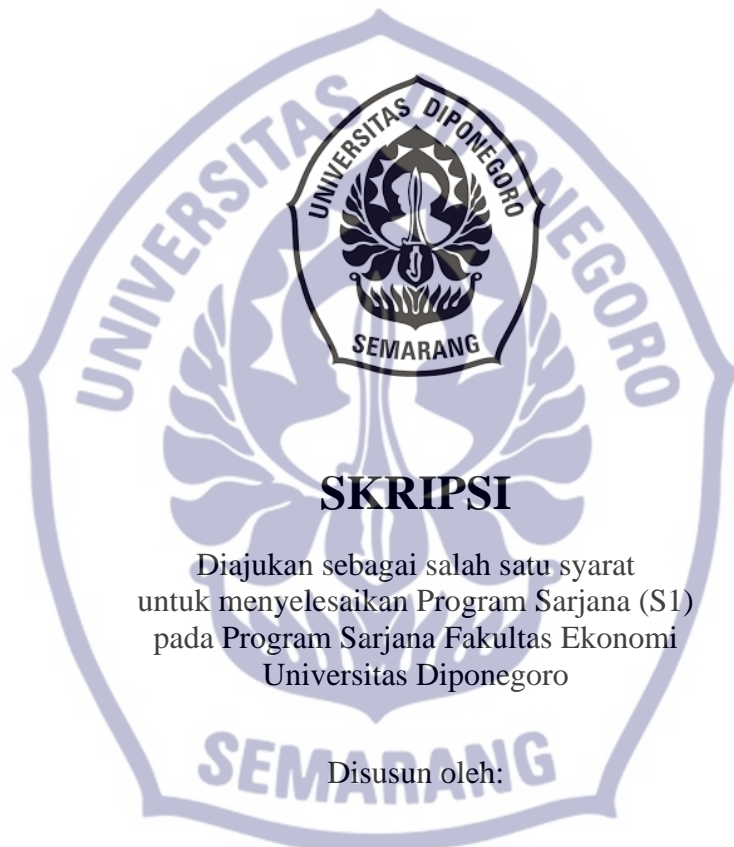 UNIVERSITAS DIPONEGORO
SEMARANG
UNIVERSITAS DIPONEGORO
SEMARANG
SKRIPSI
Diajukan sebagai salah satu syarat
untuk menyelesaikan Program Sarjana (S1)
pada Program Sarjana Fakultas Ekonomi
Universitas Diponegoro
Disusun oleh: